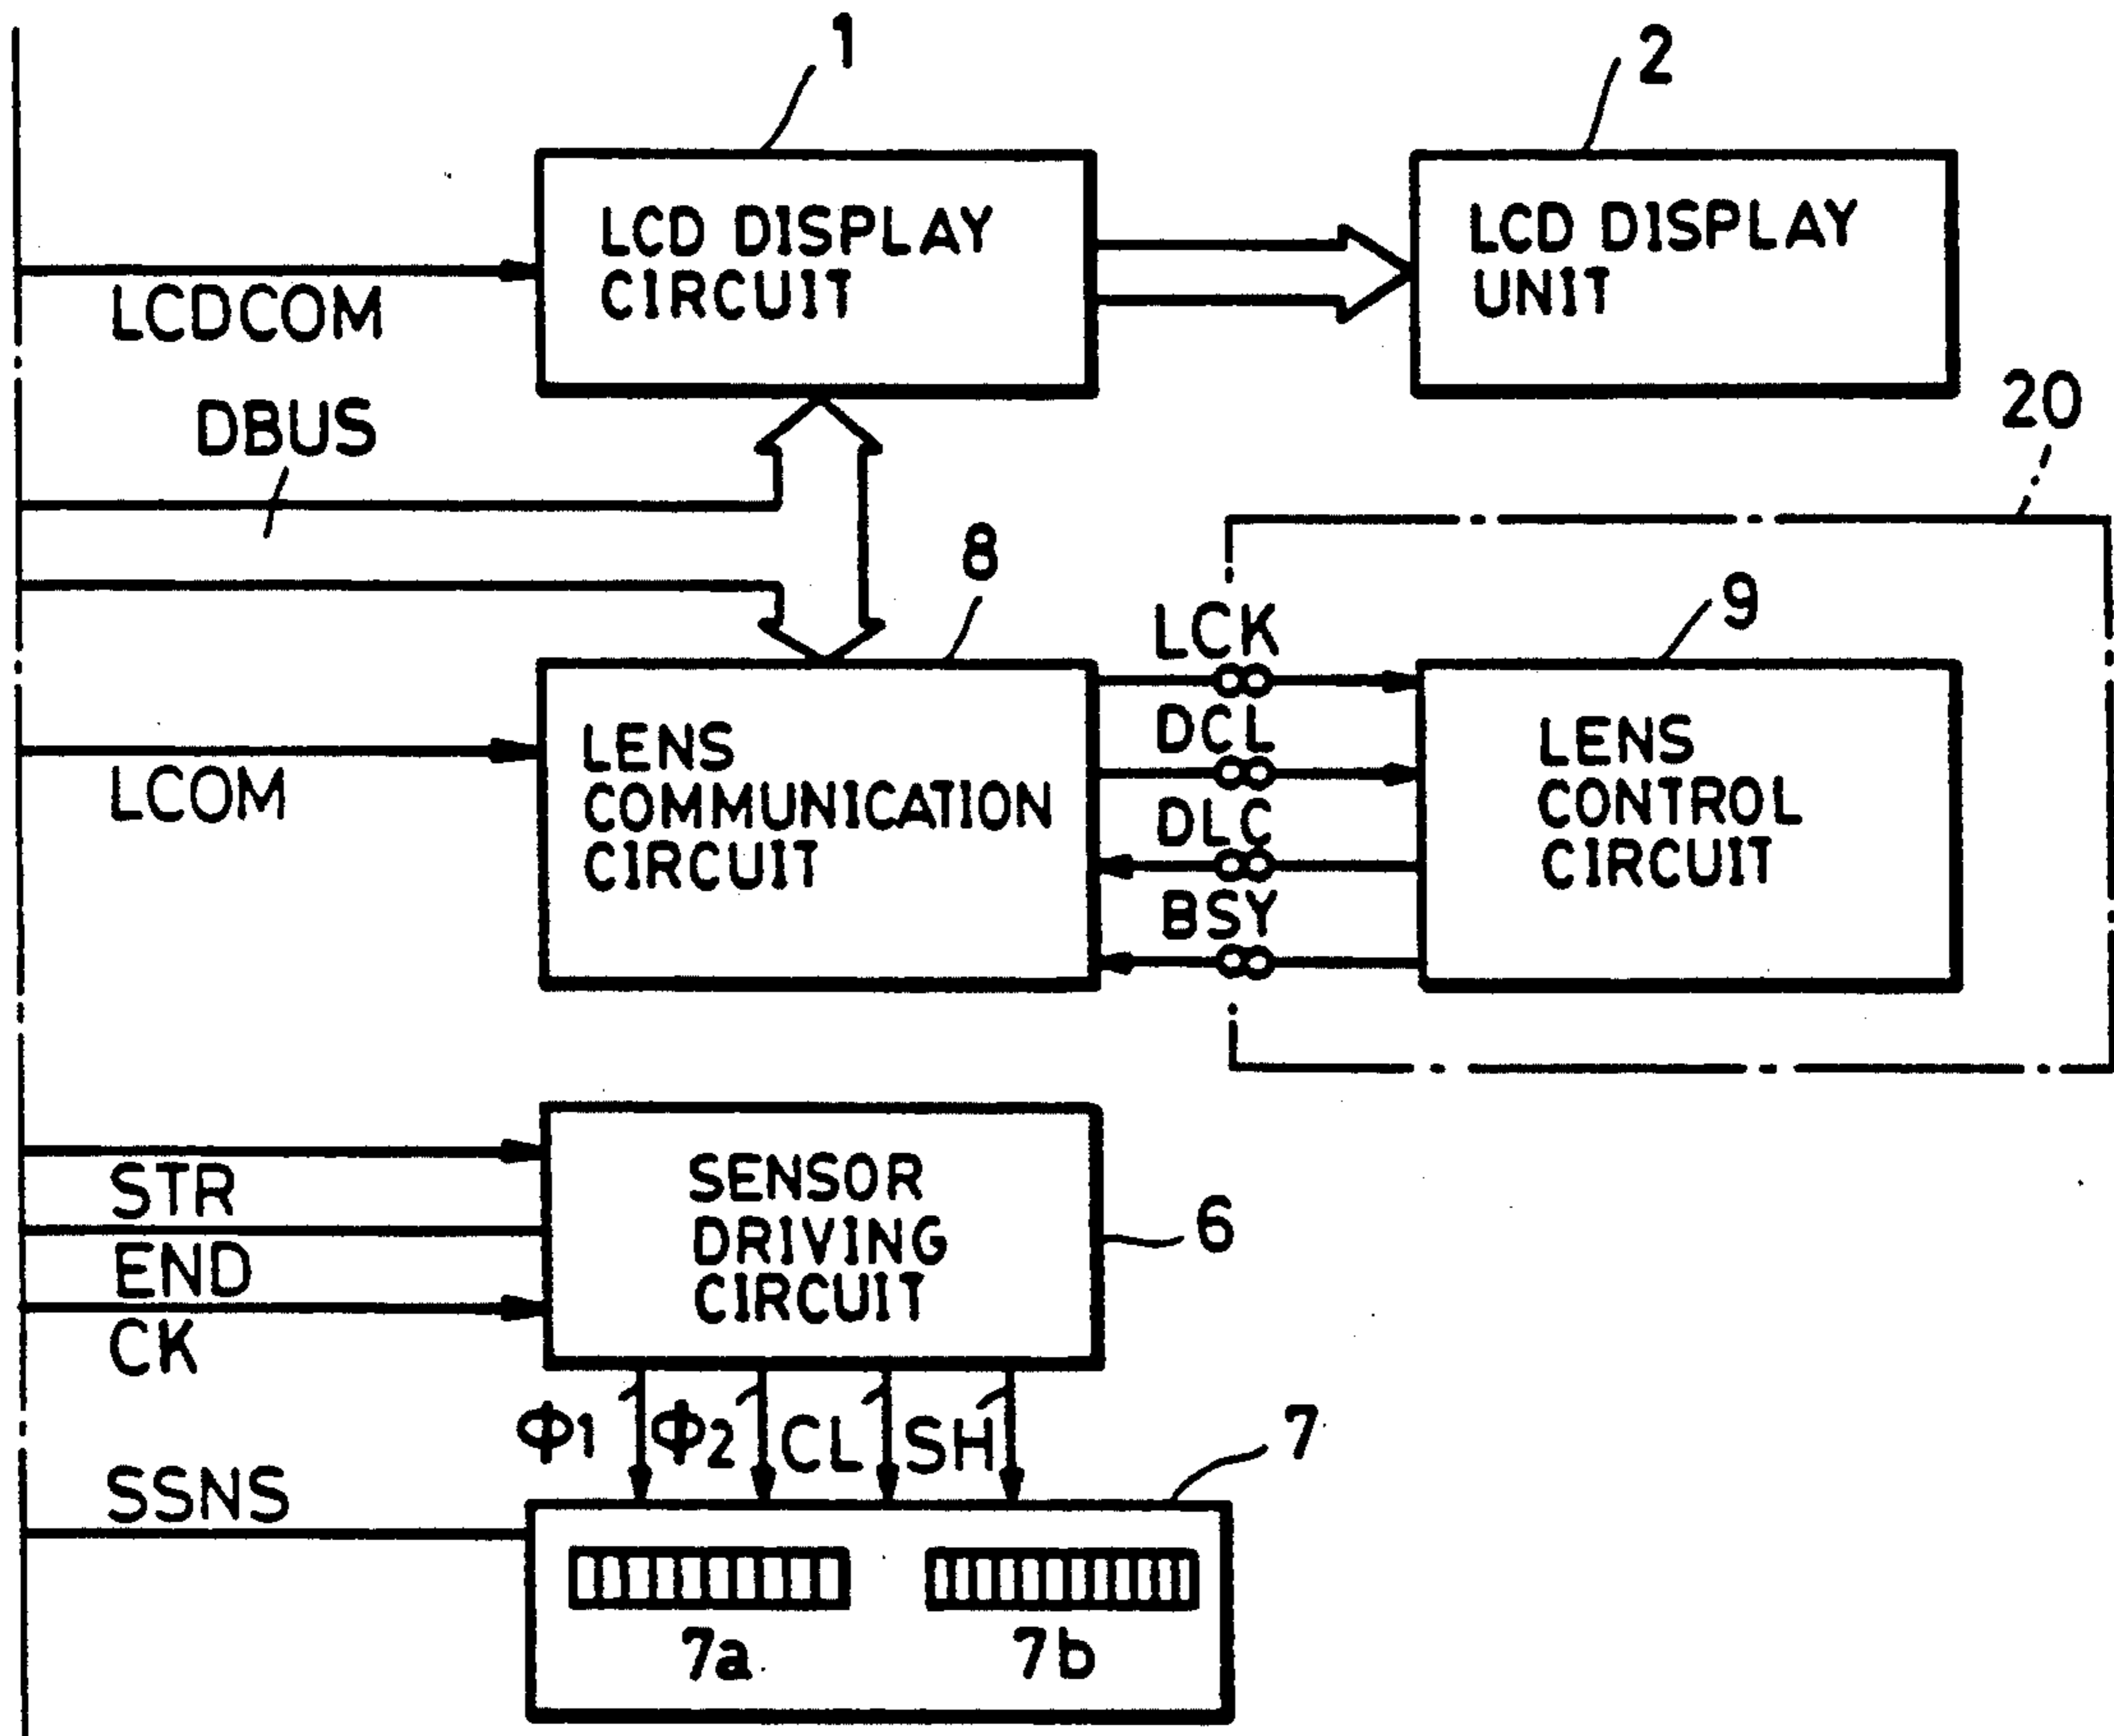 1
2
LCD DISPLAY
CIRCUIT
LCD DISPLAY
UNIT
LCDCOM
20
DBUS
8
9
LCK
DCL
DLC
BSY
LENS
COMMUNICATION
CIRCUIT
LENS
CONTROL
CIRCUIT
LCOM
STR
END
CK
SENSOR
DRIVING
CIRCUIT
6
Φ1
Φ2
CL
SH
7
SSNS
7a
7b